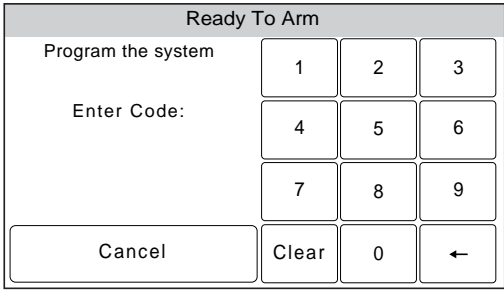 Ready To Arm
Program the system
1 2 3
Enter Code:
4 5 6
7 8 9
Cancel Clear 0 ←